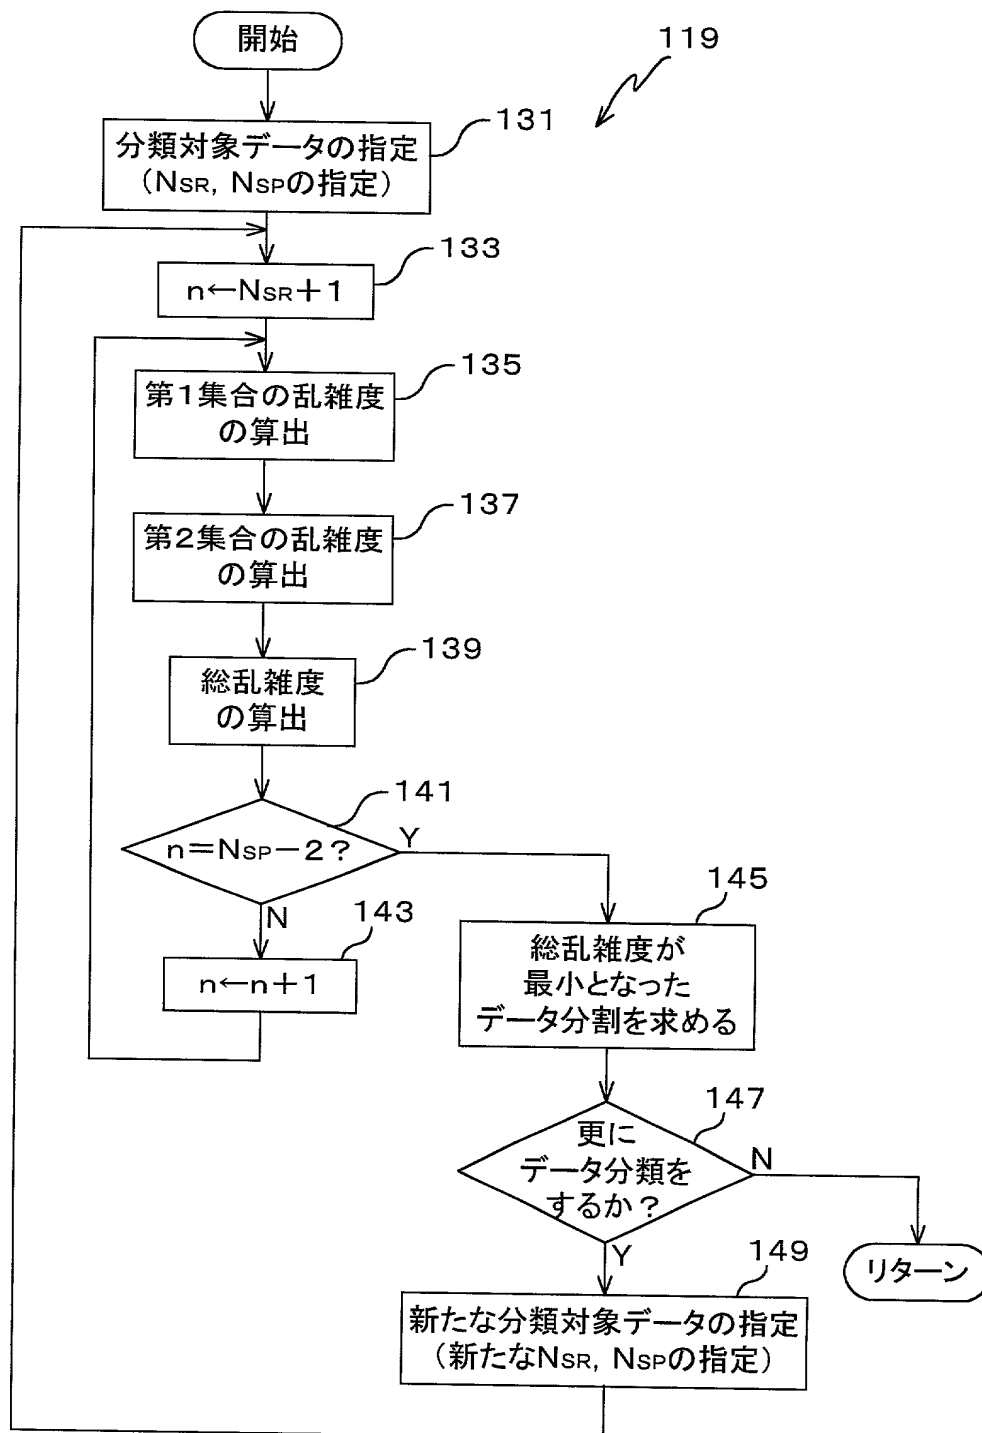 開始
119
131
分類対象データの指定
(NSR, NSPの指定)
133
n←NSR+1
135
第1集合の乱雑度
の算出
137
第2集合の乱雑度
の算出
139
総乱雑度
の算出
141
n=NSP-2?
Y
N
143
n←n+1
145
総乱雑度が
最小となった
データ分割を求める
147
更に
データ分類を
するか?
N
Y
リターン
149
新たな分類対象データの指定
(新たなNSR, NSPの指定)